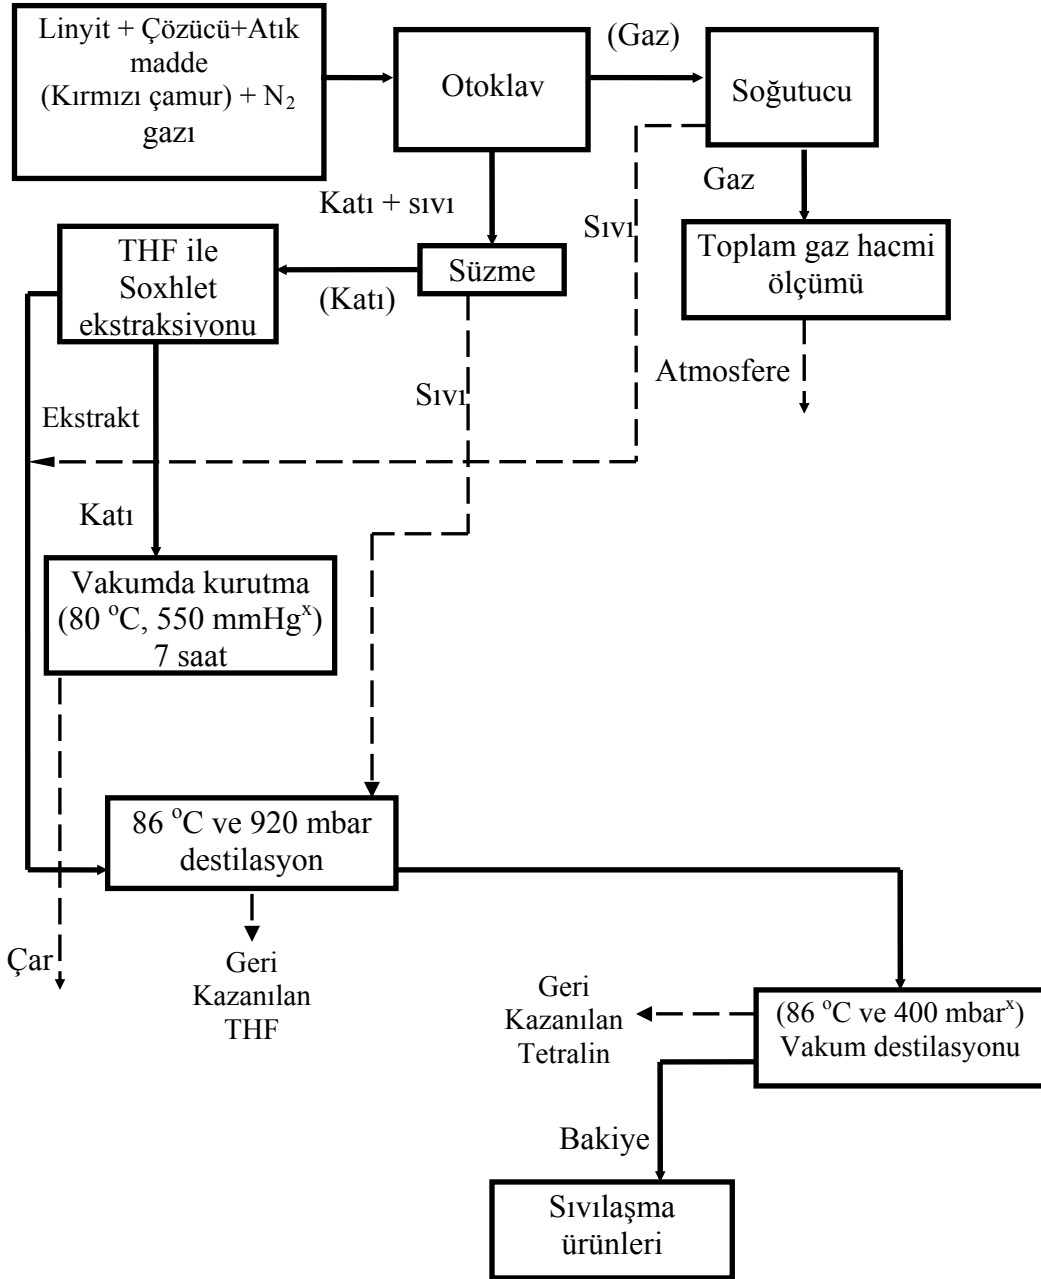 Linyit + Çözücü+Atık
madde
(Kırmızı çamur) + N₂
gazı
Otoklav
(Gaz)
Soğutucu
Katı + sıvı
Gaz
Sıvı
THF ile
Soxhlet
ekstraksiyonu
(Katı)
Süzme
Toplam gaz hacmi
ölçümü
Sıvı
Atmosfere
Ekstrakt
Katı
Vakumda kurutma
(80 °C, 550 mmHgˣ)
7 saat
86 °C ve 920 mbar
destilasyon
Çar
Geri
Kazanılan
THF
Geri
Kazanılan
Tetralin
(86 °C ve 400 mbarˣ)
Vakum destilasyonu
Bakiye
Sıvılaşma
ürünleri